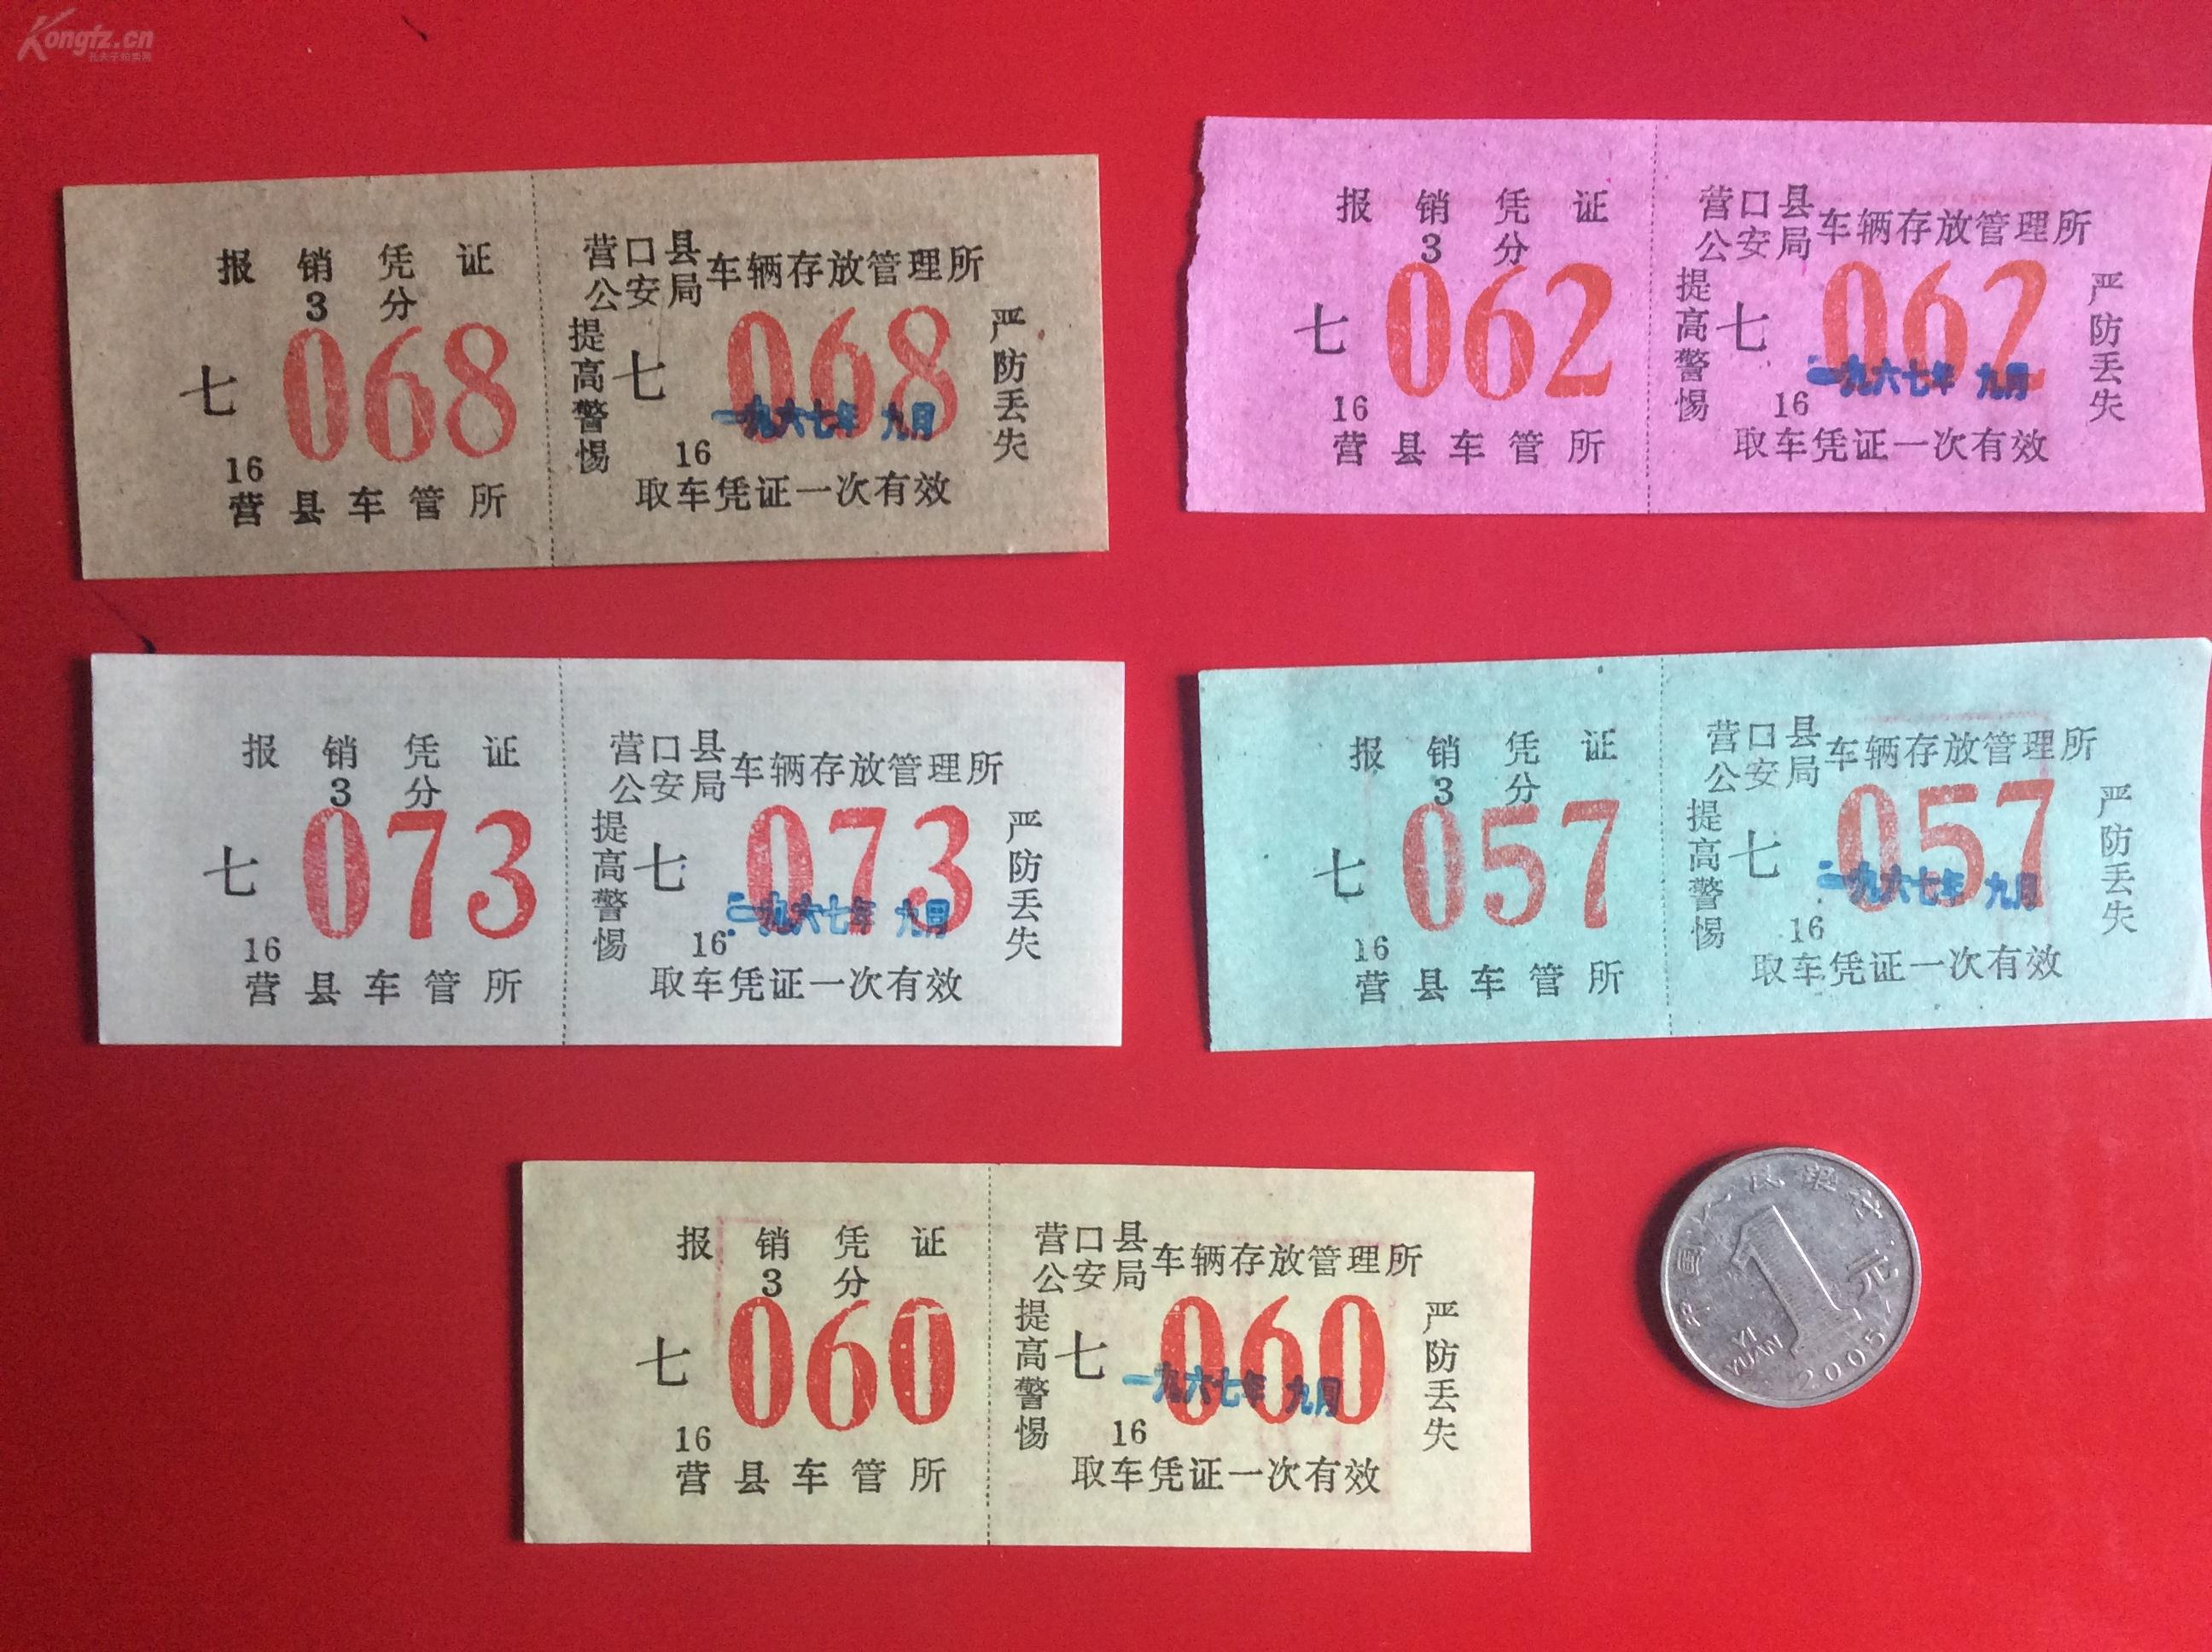 Kongfz.cn
孔夫子旧书网
报销凭证
3分
七 068
16
营县车管所
营口县公安局车辆存放管理所
提高警惕
七 068
严防丢失
一九六七年 九月
16
取车凭证一次有效
报销凭证
3分
七 062
16
营县车管所
营口县公安局车辆存放管理所
提高警惕
七 062
严防丢失
一九六七年 九月
16
取车凭证一次有效
报销凭证
3分
七 073
16
营县车管所
营口县公安局车辆存放管理所
提高警惕
七 073
严防丢失
一九六七年 九月
16
取车凭证一次有效
报销凭证
3分
七 057
16
营县车管所
营口县公安局车辆存放管理所
提高警惕
七 057
严防丢失
一九六七年 九月
16
取车凭证一次有效
报销凭证
3分
七 060
16
营县车管所
营口县公安局车辆存放管理所
提高警惕
七 060
严防丢失
一九六七年 九月
16
取车凭证一次有效
中国人民银行
1元
YI YUAN
2005